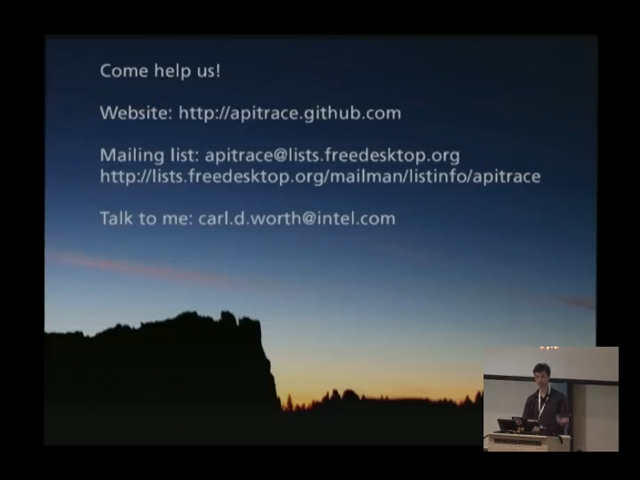 Come help us!
Website: http://apitrace.github.com
Mailing list: apitrace@lists.freedesktop.org
http://lists.freedesktop.org/mailman/listinfo/apitrace
Talk to me: carl.d.worth@intel.com